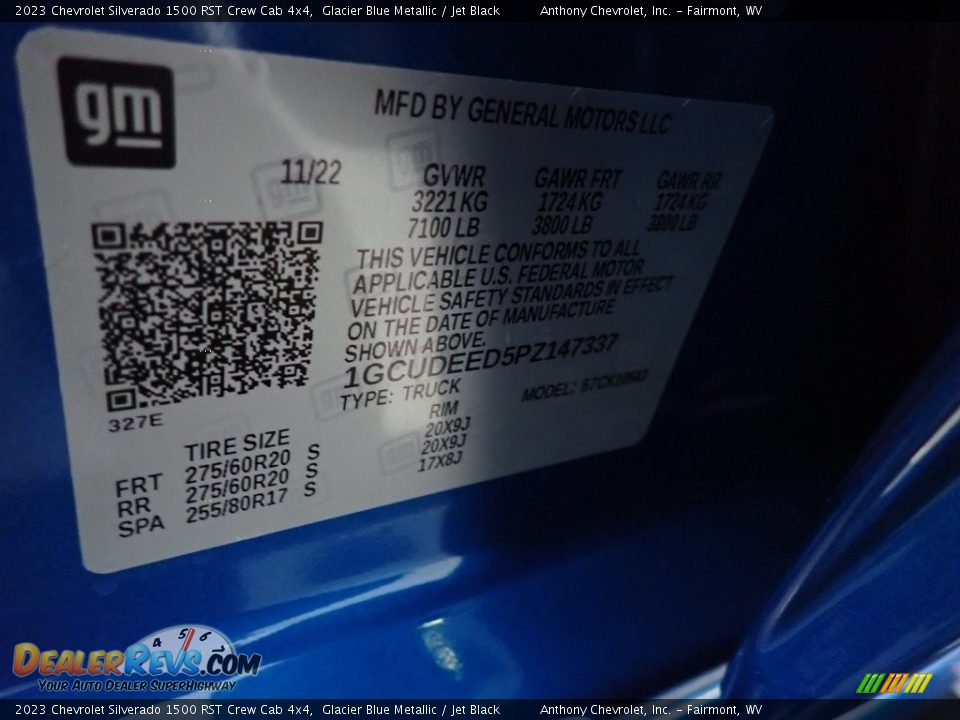 2023 Chevrolet Silverado 1500 RST Crew Cab 4x4, Glacier Blue Metallic / Jet Black Anthony Chevrolet, Inc. - Fairmont, WV
gm
MFD BY GENERAL MOTORS LLC
11/22 GVWR GAWR FRT GAWR RR
3221 KG 1724 KG 1724 KG
7100 LB 3800 LB 3800 LB
THIS VEHICLE CONFORMS TO ALL
APPLICABLE U.S. FEDERAL MOTOR
VEHICLE SAFETY STANDARDS IN EFFECT
ON THE DATE OF MANUFACTURE
SHOWN ABOVE.
1GCUDEED5PZ147337
TYPE: TRUCK MODEL:
327E
TIRE SIZE RIM
FRT 275/60R20 S 20X9J
RR 275/60R20 S 20X9J
SPA 255/80R17 S 17X8J
4 5 6
DealerRevs.com
Your Auto Dealer SuperHighway
2023 Chevrolet Silverado 1500 RST Crew Cab 4x4, Glacier Blue Metallic / Jet Black Anthony Chevrolet, Inc. - Fairmont, WV